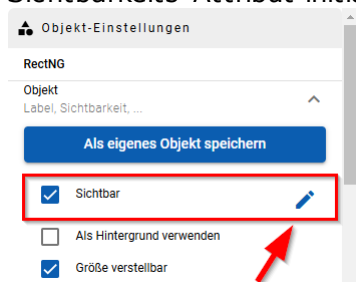 Objekt-Einstellungen
RectNG
Objekt
Label, Sichtbarkeit, ...
Als eigenes Objekt speichern
Sichtbar
Als Hintergrund verwenden
Größe verstellbar